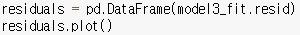 residuals = pd.DataFrame(model3_fit.resid)
residuals.plot()